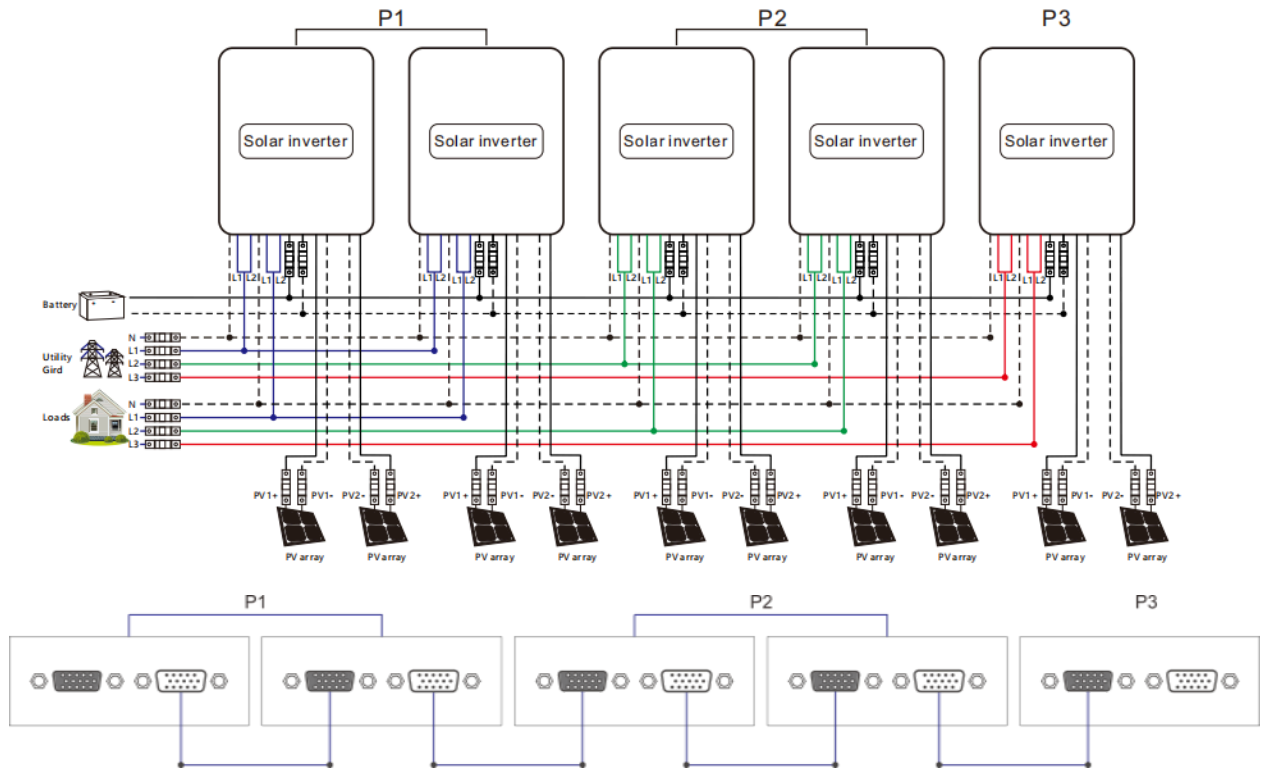 P1 P2 P3
Solar inverter Solar inverter Solar inverter Solar inverter Solar inverter
L1 L2 L1 L2 L1 L2 L1 L2 L1 L2 L1 L2 L1 L2 L1 L2 L1 L2 L1 L2
Battery
N
L1
Utility
Gird
L2
L3
N
Loads
L1
L2
L3
PV1+ PV1- PV2- PV2+ PV1+ PV1- PV2- PV2+ PV1+ PV1- PV2- PV2+ PV1+ PV1- PV2- PV2+ PV1+ PV1- PV2- PV2+
PV array PV array PV array PV array PV array PV array PV array PV array PV array PV array
P1 P2 P3